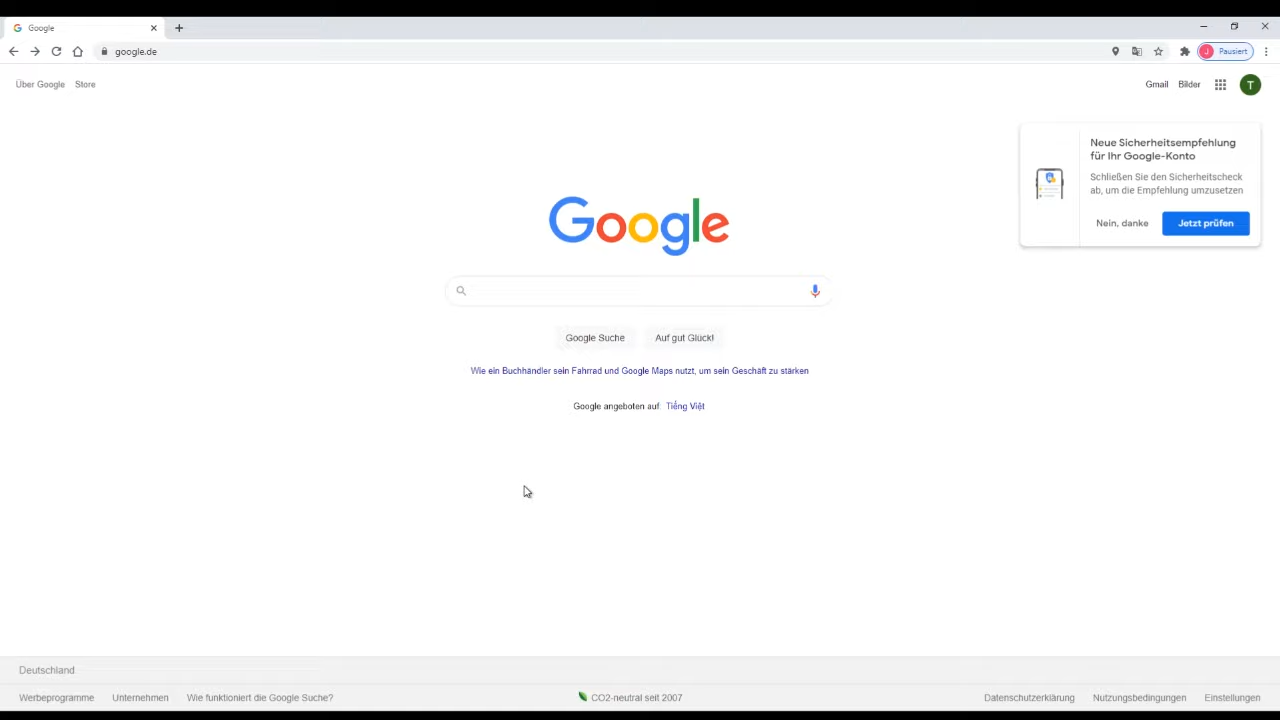 Google
google.de
Pausiert
Über Google Store
Gmail Bilder
T
Neue Sicherheitsempfehlung
für Ihr Google-Konto
Schließen Sie den Sicherheitscheck
ab, um die Empfehlung umzusetzen
Nein, danke Jetzt prüfen
Google
Google Suche Auf gut Glück!
Wie ein Buchhändler sein Fahrrad und Google Maps nutzt, um sein Geschäft zu stärken
Google angeboten auf: Tiếng Việt
Deutschland
Werbeprogramme Unternehmen Wie funktioniert die Google Suche? CO2-neutral seit 2007 Datenschutzerklärung Nutzungsbedingungen Einstellungen